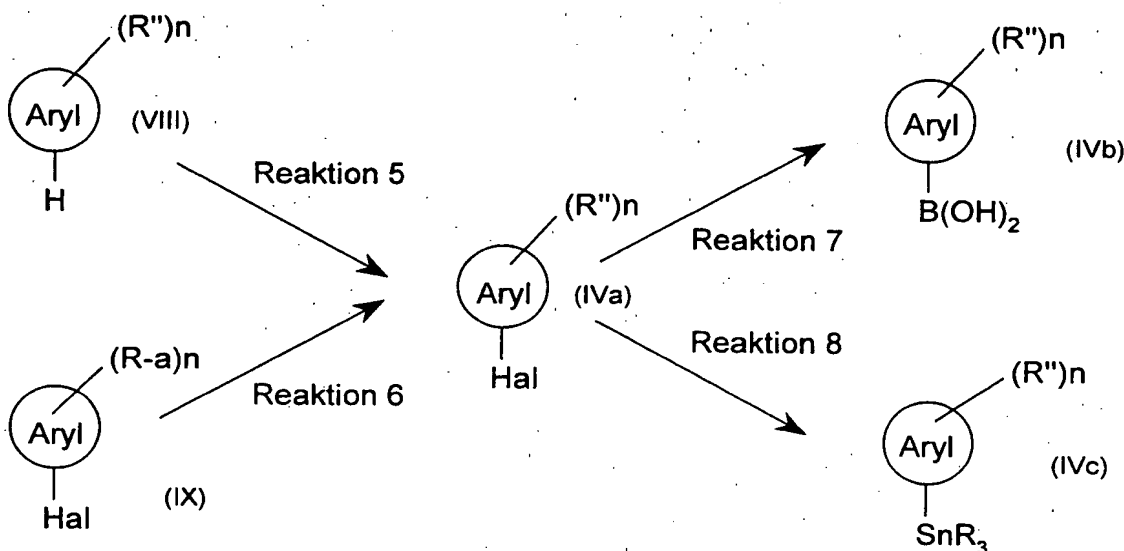 (R")n
Aryl
(VIII)
H
Reaktion 5
(R-a)n
Aryl
(IX)
Hal
Reaktion 6
(R")n
Aryl
(IVa)
Hal
Reaktion 7
Reaktion 8
(R")n
Aryl
(IVb)
B(OH)₂
(R")n
Aryl
(IVc)
SnR₃